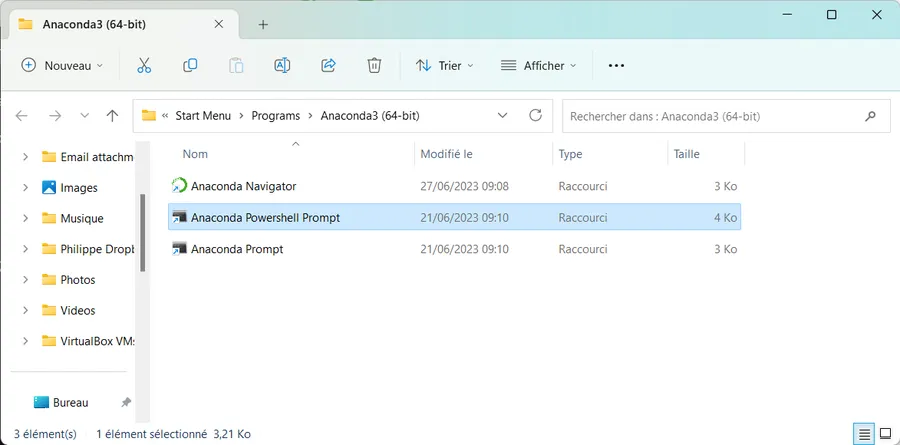 Anaconda3 (64-bit)
Nouveau Trier Afficher
« Start Menu > Programs > Anaconda3 (64-bit) Rechercher dans : Anaconda3 (64-bit)
Nom Modifié le Type Taille
Email attachm
Images
Musique
Philippe Dropb
Photos
Videos
VirtualBox VMs
Bureau
Anaconda Navigator 27/06/2023 09:08 Raccourci 3 Ko
Anaconda Powershell Prompt 21/06/2023 09:10 Raccourci 4 Ko
Anaconda Prompt 21/06/2023 09:10 Raccourci 3 Ko
3 élément(s) 1 élément sélectionné 3,21 Ko